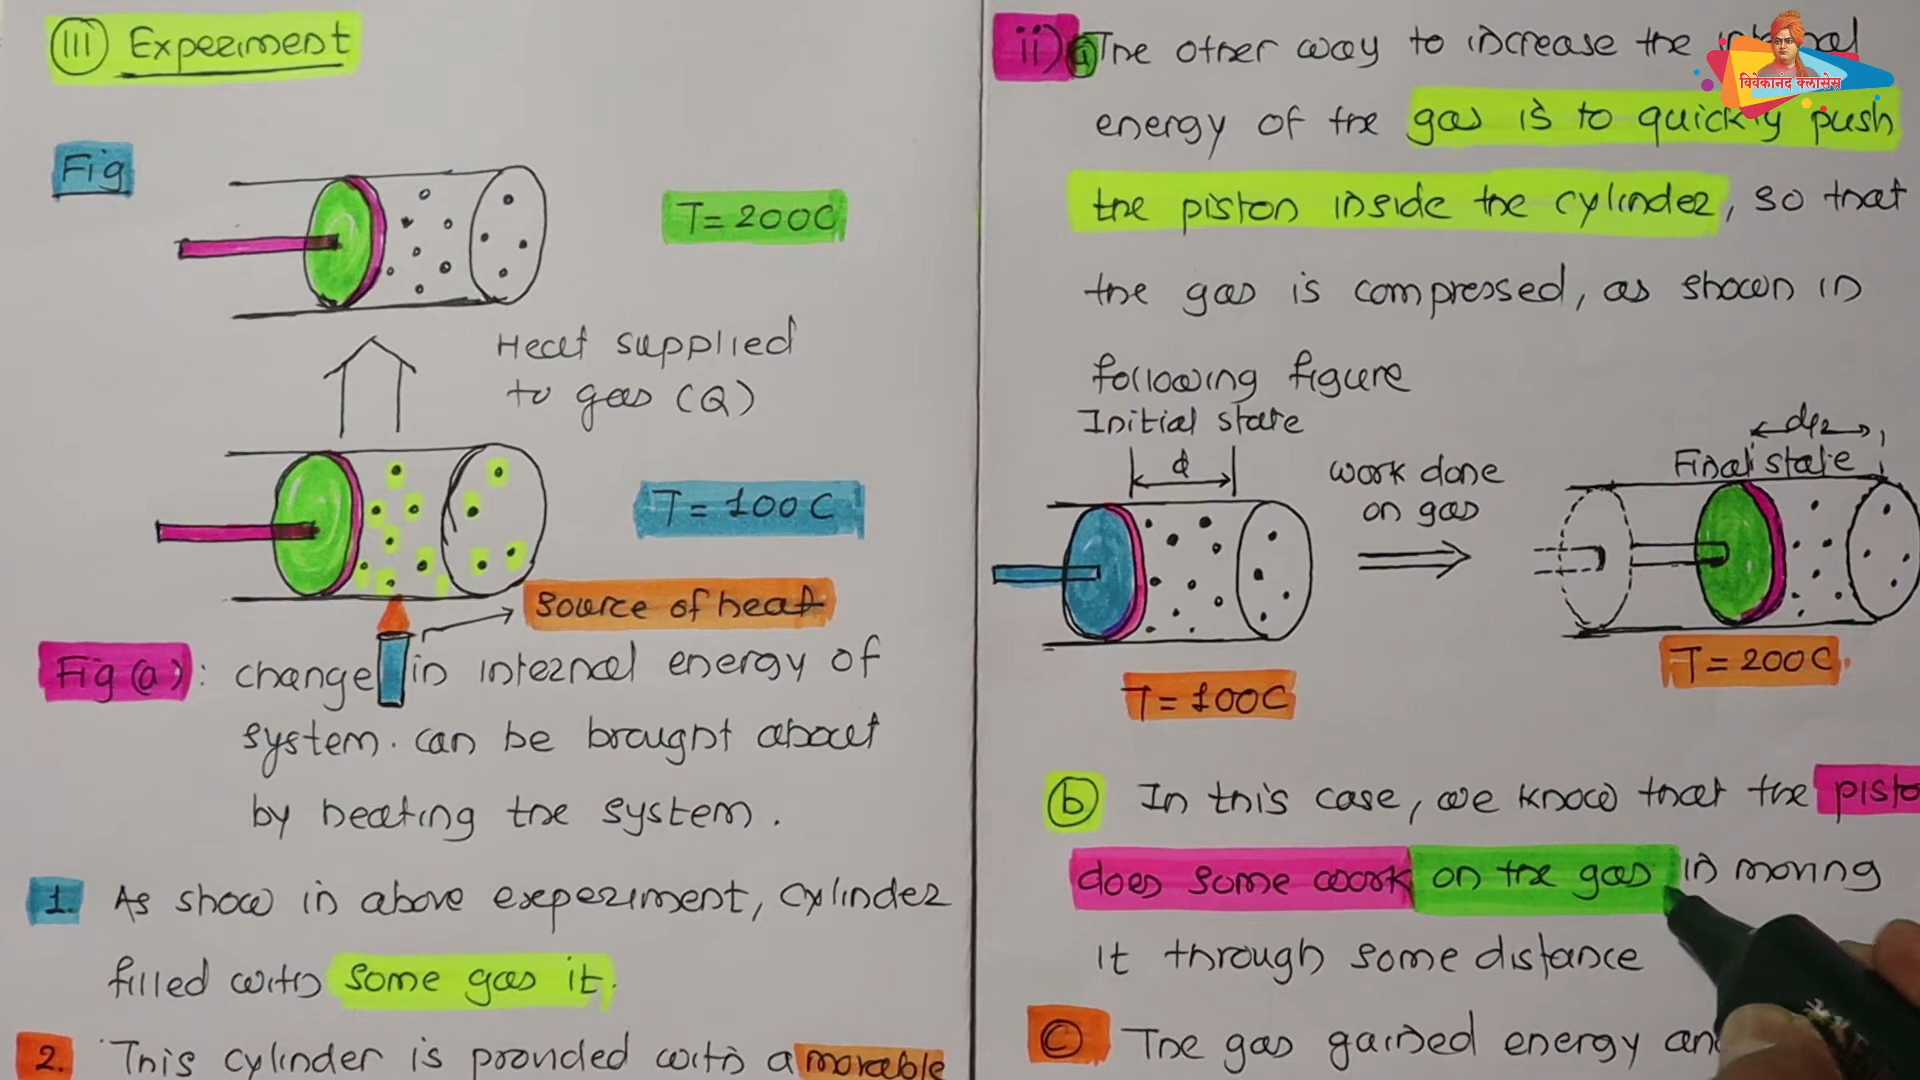 (iii) Experiment
Fig
T=200C
Heat supplied
to gas (Q)
T=100C
source of heat
Fig (a): change in internal energy of
system. can be brought about
by heating the system.
1. As show in above experiment, cylinder
filled with some gas it.
2. This cylinder is provided with a moveable
ii) a The other way to increase the internal
energy of the gas is to quickly push
the piston inside the cylinder, so that
the gas is compressed, as shown in
following figure
Initial state
d
work done
on gas
Final state
T=100C
T=200C.
(b) In this case, we know that the pisto
does some work on the gas in moving
it through some distance
(c) The gas gained energy an
विवेकानंद क्लासेस